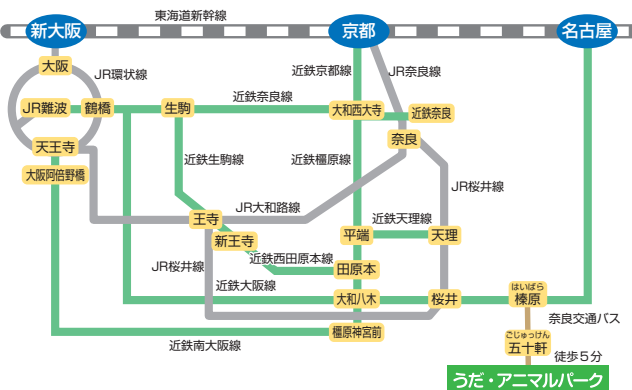 東海道新幹線
新大阪
京都
名古屋
大阪
JR環状線
近鉄京都線
JR奈良線
JR難波
鶴橋
生駒
近鉄奈良線
大和西大寺
近鉄奈良
天王寺
奈良
大阪阿倍野橋
近鉄生駒線
近鉄橿原線
JR桜井線
王寺
JR大和路線
新王寺
近鉄天理線
平端
天理
JR桜井線
近鉄西田原本線
田原本
近鉄大阪線
大和八木
桜井
はいばら
榛原
奈良交通バス
橿原神宮前
近鉄南大阪線
ごじゅっけん
五十軒
徒歩5分
うだ・アニマルパーク